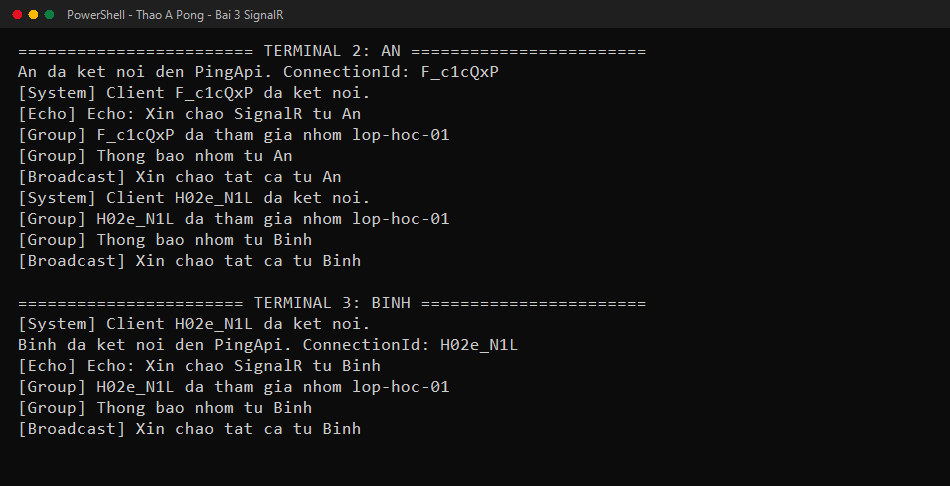 PowerShell - Thao A Pong - Bai 3 SignalR
======================== TERMINAL 2: AN ========================
An da ket noi den PingApi. ConnectionId: F_c1cQxP
[System] Client F_c1cQxP da ket noi.
[Echo] Echo: Xin chao SignalR tu An
[Group] F_c1cQxP da tham gia nhom lop-hoc-01
[Group] Thong bao nhom tu An
[Broadcast] Xin chao tat ca tu An
[System] Client H02e_N1L da ket noi.
[Group] H02e_N1L da tham gia nhom lop-hoc-01
[Group] Thong bao nhom tu Binh
[Broadcast] Xin chao tat ca tu Binh
======================= TERMINAL 3: BINH =======================
[System] Client H02e_N1L da ket noi.
Binh da ket noi den PingApi. ConnectionId: H02e_N1L
[Echo] Echo: Xin chao SignalR tu Binh
[Group] H02e_N1L da tham gia nhom lop-hoc-01
[Group] Thong bao nhom tu Binh
[Broadcast] Xin chao tat ca tu Binh